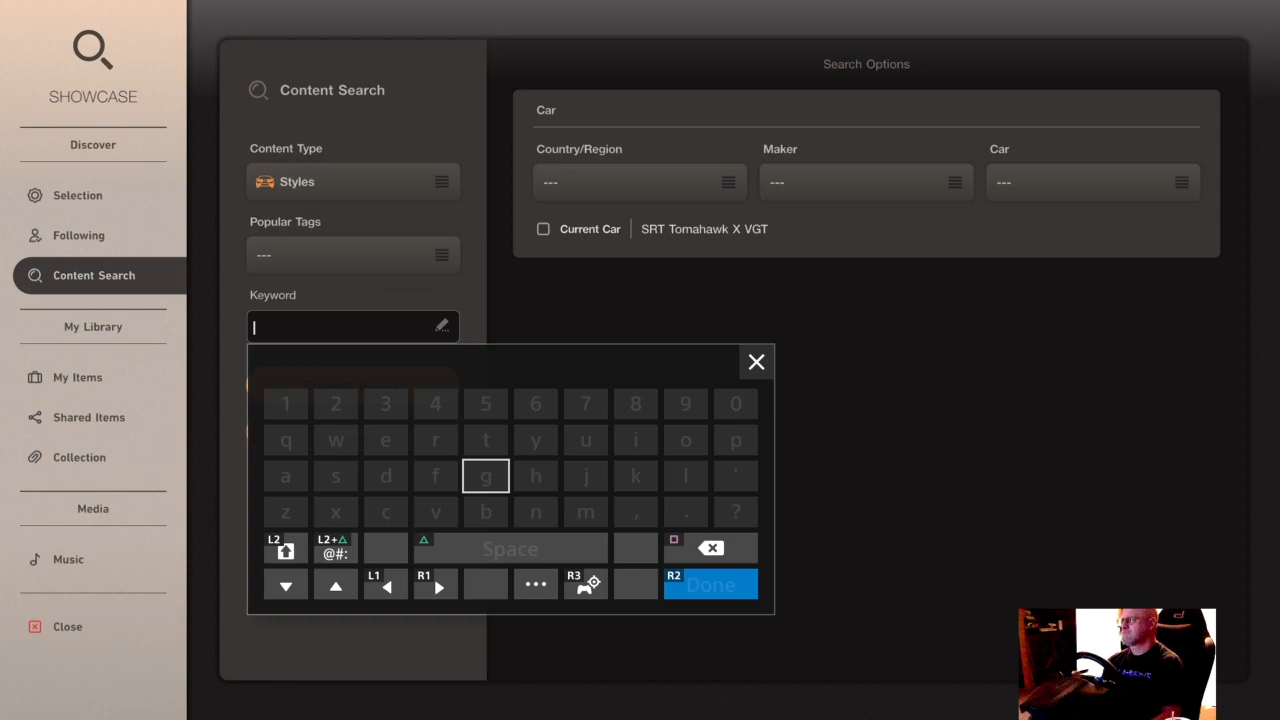 SHOWCASE
Discover
Selection
Following
Content Search
My Library
My Items
Shared Items
Collection
Media
Music
Close
Content Search
Content Type
Styles
Popular Tags
---
Keyword
Search Options
Car
Country/Region
Maker
Car
---
---
---
Current Car
SRT Tomahawk X VGT
1 2 3 4 5 6 7 8 9 0
q w e r t y u i o p
a s d f g h j k l '
z x c v b n m , . ?
L2 L2+△ △ □
@#: Space
L1 R1 R3 R2
... Done